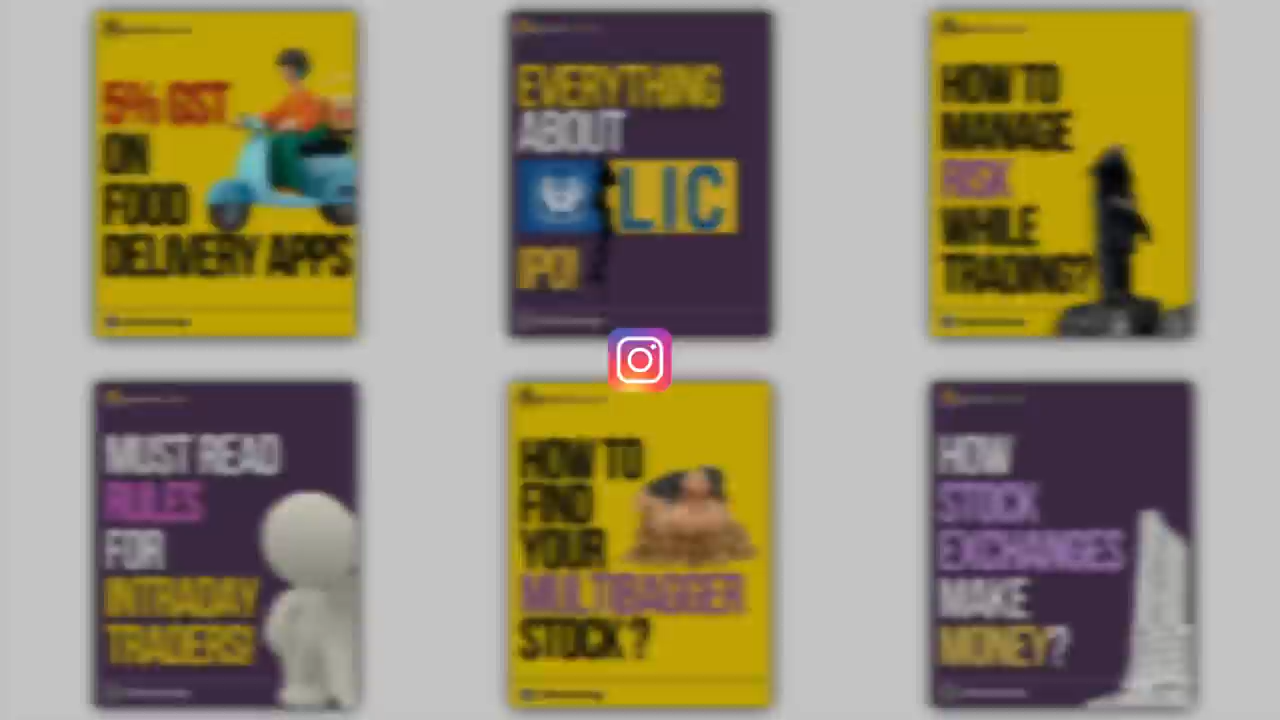 5% GST
ON
FOOD
DELIVERY APPS
EVERYTHING
ABOUT
LIC
IPO!
HOW TO
MANAGE
RISK
WHILE
TRADING?
MUST READ
RULES
FOR
INTRADAY
TRADERS!
HOW TO
FIND
YOUR
MULTIBAGGER
STOCK ?
HOW
STOCK
EXCHANGES
MAKE
MONEY?